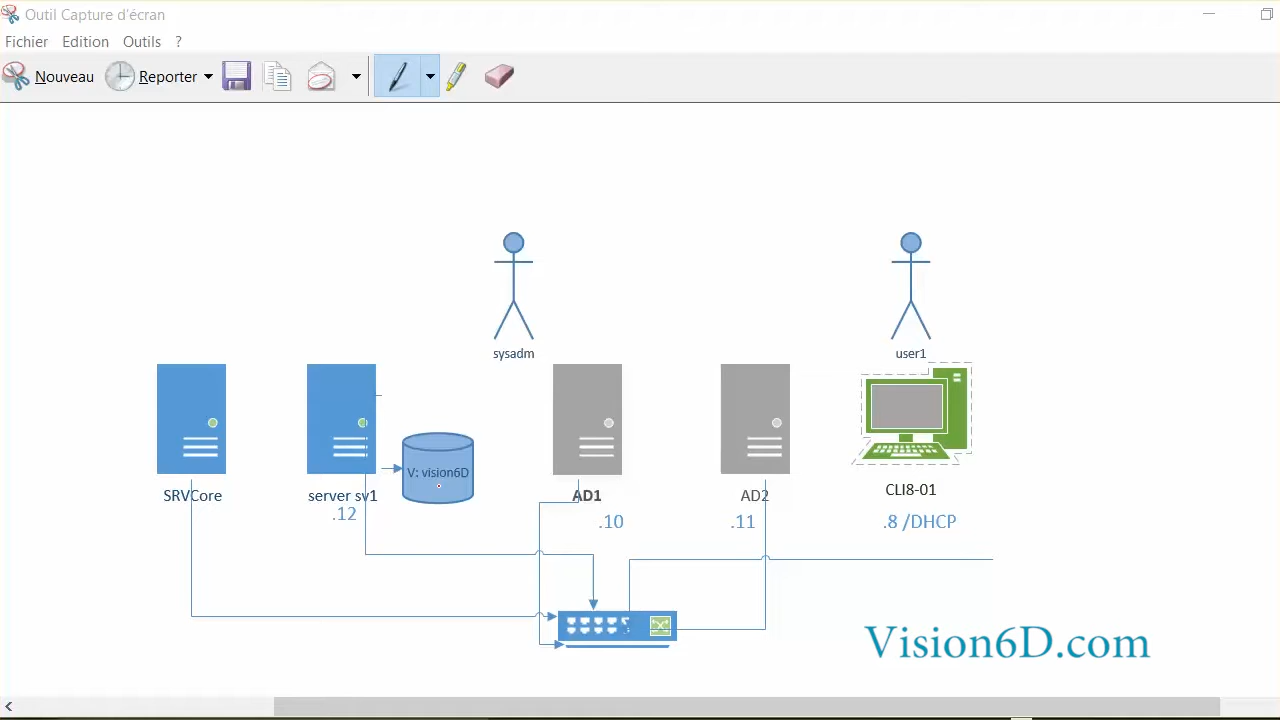 Outil Capture d'écran
Fichier Edition Outils ?
Nouveau Reporter
sysadm
user1
V: vision6D
SRVCore
server sv1
AD1
AD2
CLI8-01
.12
.10
.11
.8 /DHCP
Vision6D.com